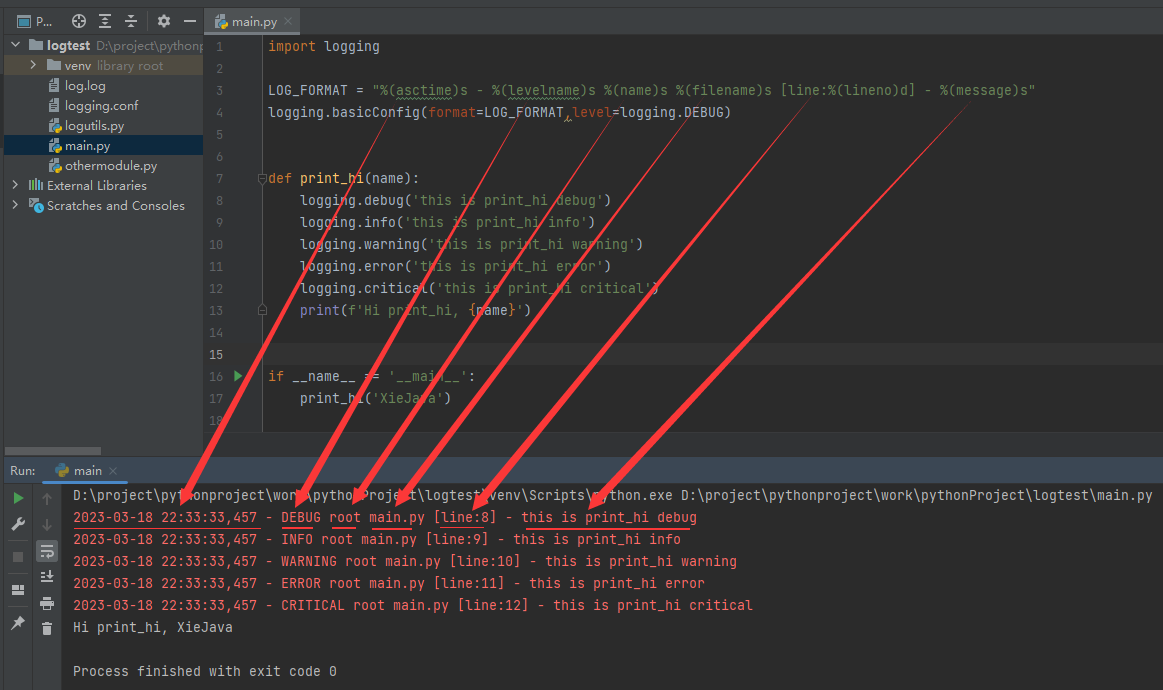 P...
main.py
logtest D:\project\pythonp
venv library root
log.log
logging.conf
logutils.py
main.py
othermodule.py
External Libraries
Scratches and Consoles
1 import logging
2
3 LOG_FORMAT = "%(asctime)s - %(levelname)s %(name)s %(filename)s [line:%(lineno)d] - %(message)s"
4 logging.basicConfig(format=LOG_FORMAT,level=logging.DEBUG)
5
6
7 def print_hi(name):
8 logging.debug('this is print_hi debug')
9 logging.info('this is print_hi info')
10 logging.warning('this is print_hi warning')
11 logging.error('this is print_hi error')
12 logging.critical('this is print_hi critical')
13 print(f'Hi print_hi, {name}')
14
15
16 if __name__ == '__main__':
17 print_hi('XieJava')
18
Run: main
D:\project\pythonproject\work\pythonProject\logtest\venv\Scripts\python.exe D:\project\pythonproject\work\pythonProject\logtest\main.py
2023-03-18 22:33:33,457 - DEBUG root main.py [line:8] - this is print_hi debug
2023-03-18 22:33:33,457 - INFO root main.py [line:9] - this is print_hi info
2023-03-18 22:33:33,457 - WARNING root main.py [line:10] - this is print_hi warning
2023-03-18 22:33:33,457 - ERROR root main.py [line:11] - this is print_hi error
2023-03-18 22:33:33,457 - CRITICAL root main.py [line:12] - this is print_hi critical
Hi print_hi, XieJava
Process finished with exit code 0